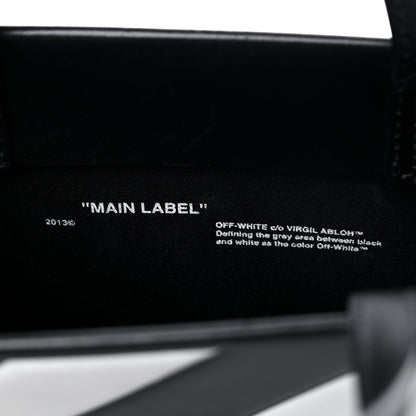 "MAIN LABEL"
2013©
OFF-WHITE c/o VIRGIL ABLOH™
Defining the grey area between black
and white as the color Off-White™